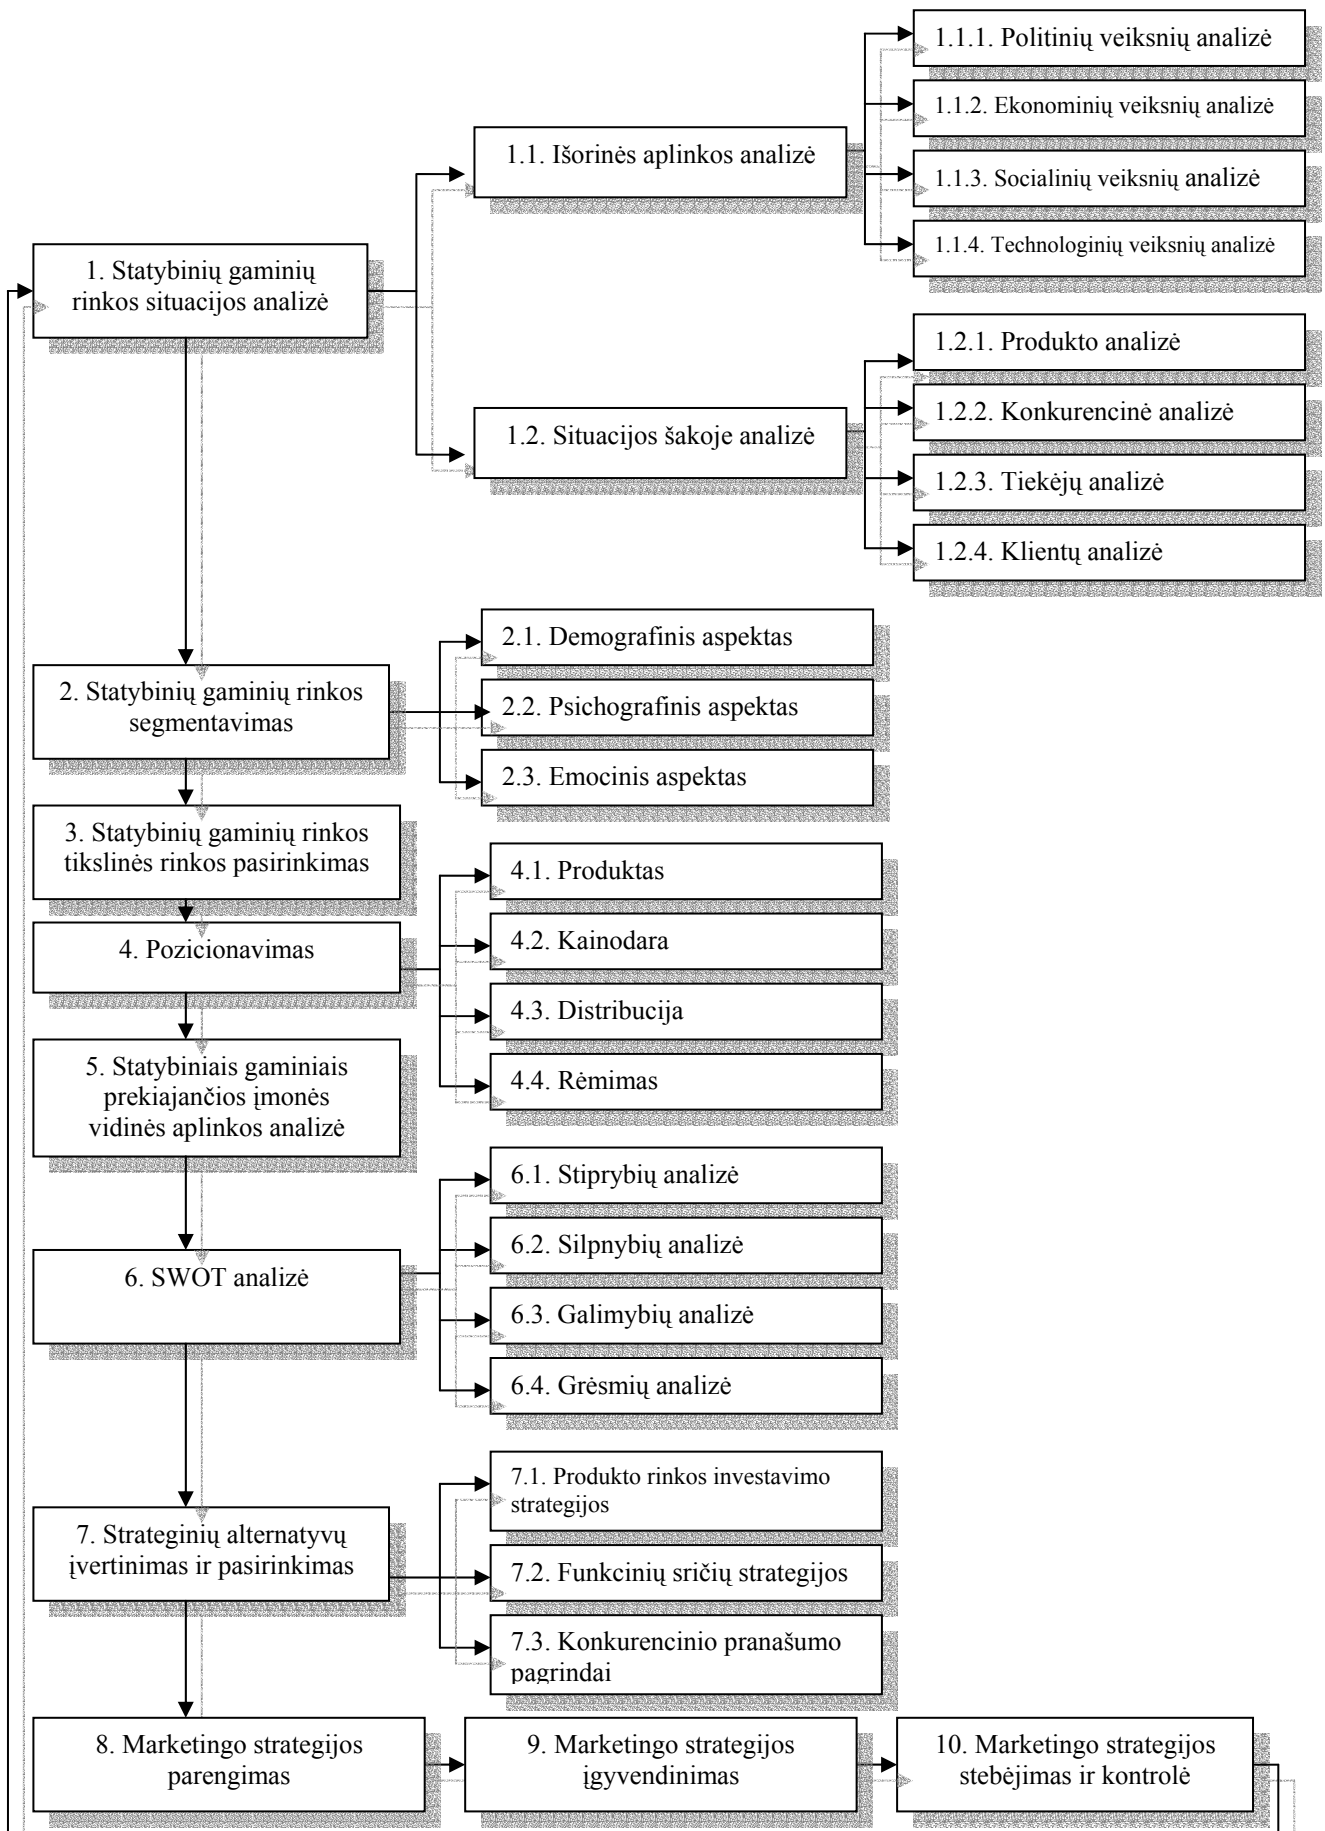 1.1.1. Politinių veiksnių analizė
1.1.2. Ekonominių veiksnių analizė
1.1. Išorinės aplinkos analizė
1.1.3. Socialinių veiksnių analizė
1.1.4. Technologinių veiksnių analizė
1. Statybinių gaminių
rinkos situacijos analizė
1.2.1. Produkto analizė
1.2.2. Konkurencinė analizė
1.2. Situacijos šakoje analizė
1.2.3. Tiekėjų analizė
1.2.4. Klientų analizė
2.1. Demografinis aspektas
2. Statybinių gaminių rinkos
segmentavimas
2.2. Psichografinis aspektas
2.3. Emocinis aspektas
3. Statybinių gaminių rinkos
tikslinės rinkos pasirinkimas
4.1. Produktas
4. Pozicionavimas
4.2. Kainodara
4.3. Distribucija
5. Statybiniais gaminiais
prekiajančios įmonės
vidinės aplinkos analizė
4.4. Rėmimas
6.1. Stiprybių analizė
6.2. Silpnybių analizė
6. SWOT analizė
6.3. Galimybių analizė
6.4. Grėsmių analizė
7.1. Produkto rinkos investavimo
strategijos
7. Strateginių alternatyvų
įvertinimas ir pasirinkimas
7.2. Funkcinių sričių strategijos
7.3. Konkurencinio pranašumo
pagrindai
8. Marketingo strategijos
parengimas
9. Marketingo strategijos
įgyvendinimas
10. Marketingo strategijos
stebėjimas ir kontrolė